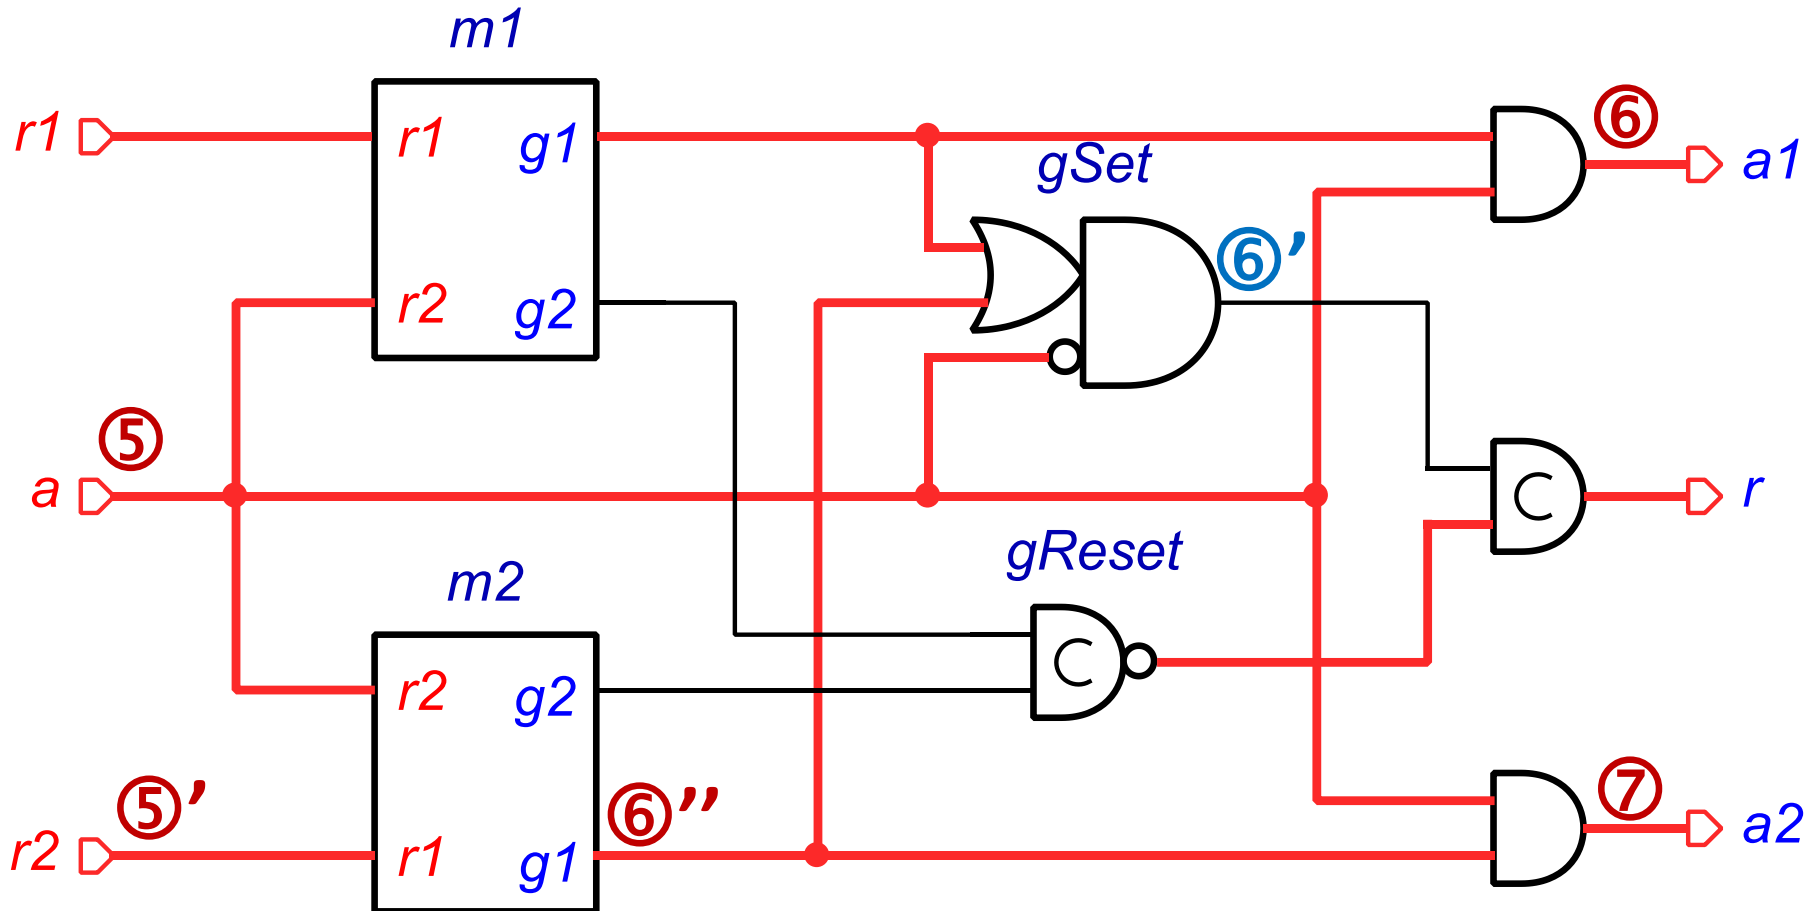 m1
r1
r1
g1
⑥
a1
gSet
r2
g2
⑥’
⑤
a
C
r
gReset
m2
C
r2
g2
⑤’
⑥”
⑦
a2
r2
r1
g1